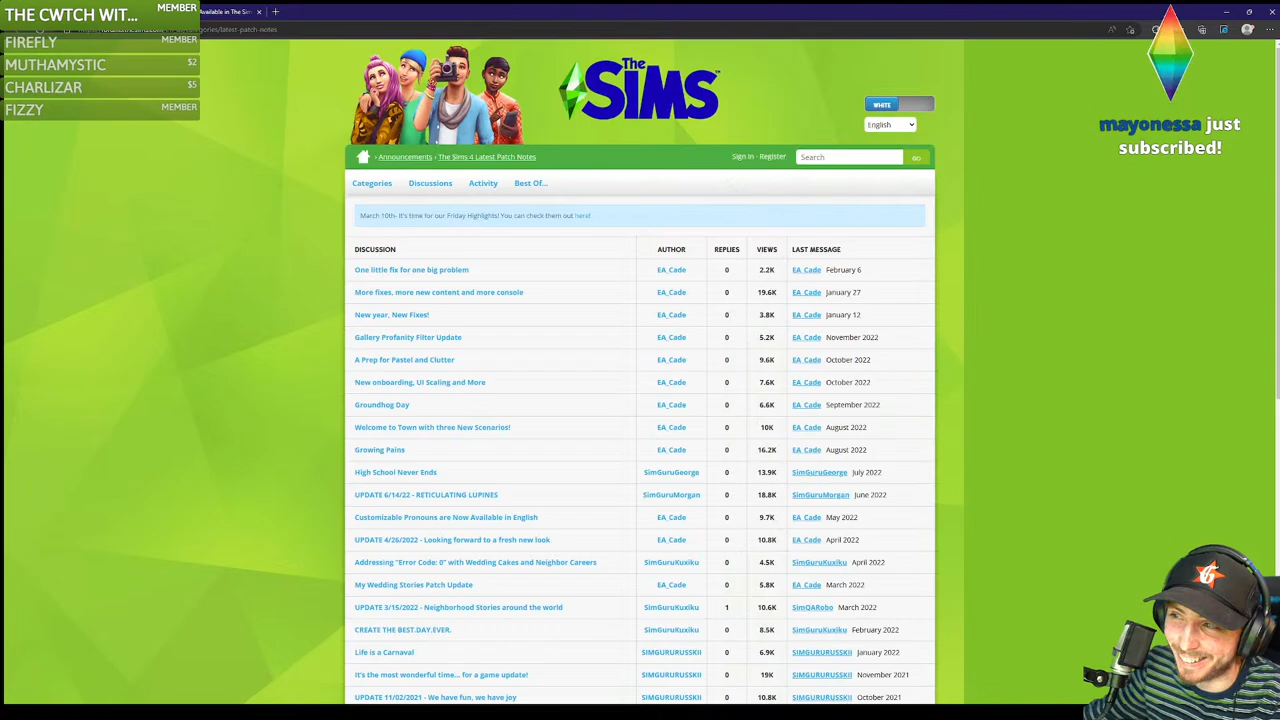 THE CWTCH WIT... MEMBER
FIREFLY MEMBER
MUTHAMYSTIC $2
CHARLIZAR $5
FIZZY MEMBER
Available in The Sim
categories/latest-patch-notes
The SIMS
WHITE
English
mayonessa just
subscribed!
› Announcements › The Sims 4 Latest Patch Notes
Sign In · Register
Search
GO
Categories Discussions Activity Best Of...
March 10th- It's time for our Friday Highlights! You can check them out here!
DISCUSSION AUTHOR REPLIES VIEWS LAST MESSAGE
One little fix for one big problem EA_Cade 0 2.2K EA_Cade February 6
More fixes, more new content and more console EA_Cade 0 19.6K EA_Cade January 27
New year, New Fixes! EA_Cade 0 3.8K EA_Cade January 12
Gallery Profanity Filter Update EA_Cade 0 5.2K EA_Cade November 2022
A Prep for Pastel and Clutter EA_Cade 0 9.6K EA_Cade October 2022
New onboarding, UI Scaling and More EA_Cade 0 7.6K EA_Cade October 2022
Groundhog Day EA_Cade 0 6.6K EA_Cade September 2022
Welcome to Town with three New Scenarios! EA_Cade 0 10K EA_Cade August 2022
Growing Pains EA_Cade 0 16.2K EA_Cade August 2022
High School Never Ends SimGuruGeorge 0 13.9K SimGuruGeorge July 2022
UPDATE 6/14/22 - RETICULATING LUPINES SimGuruMorgan 0 18.8K SimGuruMorgan June 2022
Customizable Pronouns are Now Available in English EA_Cade 0 9.7K EA_Cade May 2022
UPDATE 4/26/2022 - Looking forward to a fresh new look EA_Cade 0 10.8K EA_Cade April 2022
Addressing "Error Code: 0" with Wedding Cakes and Neighbor Careers SimGuruKuxiku 0 4.5K SimGuruKuxiku April 2022
My Wedding Stories Patch Update EA_Cade 0 5.8K EA_Cade March 2022
UPDATE 3/15/2022 - Neighborhood Stories around the world SimGuruKuxiku 1 10.6K SimQARobo March 2022
CREATE THE BEST.DAY.EVER. SimGuruKuxiku 0 8.5K SimGuruKuxiku February 2022
Life is a Carnaval SIMGURURUSSKII 0 6.9K SIMGURURUSSKII January 2022
It's the most wonderful time... for a game update! SIMGURURUSSKII 0 19K SIMGURURUSSKII November 2021
UPDATE 11/02/2021 - We have fun, we have joy SIMGURURUSSKII 0 10.8K SIMGURURUSSKII October 2021